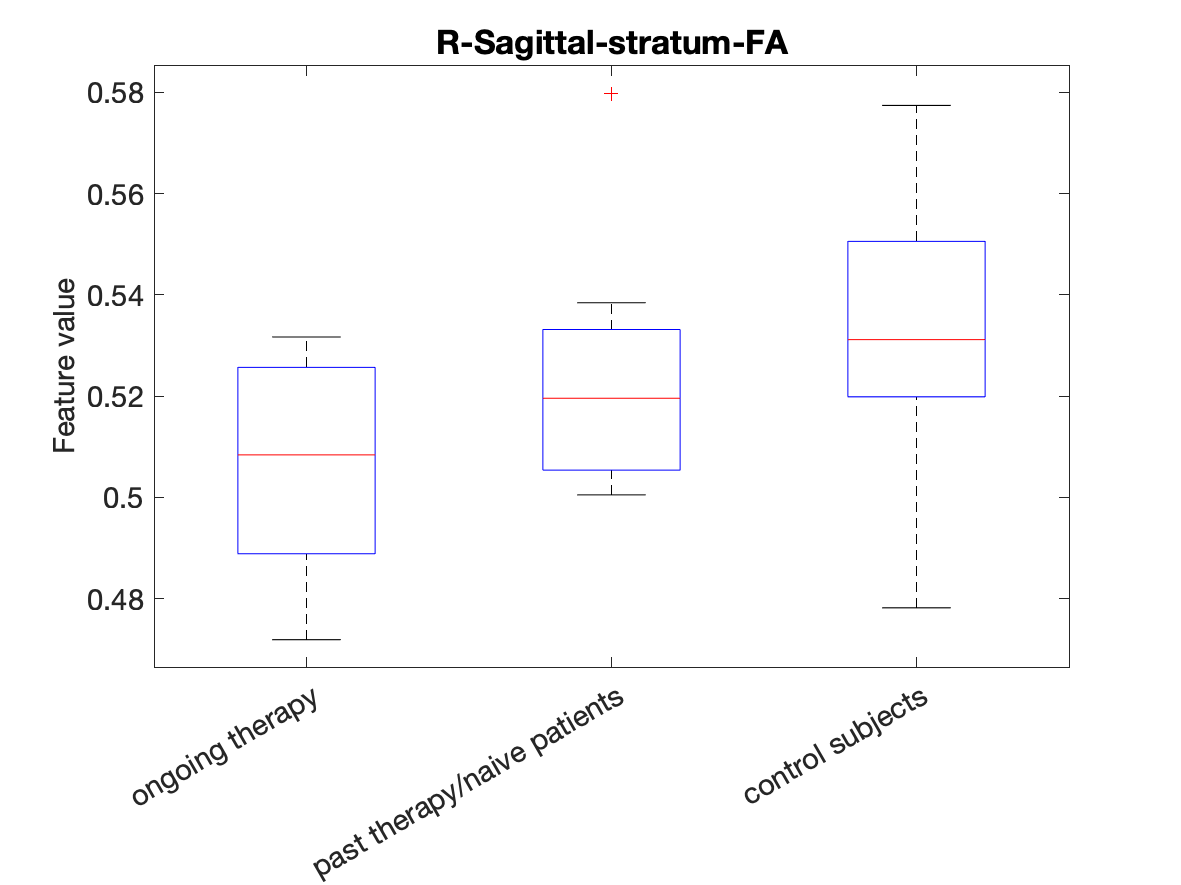 R-Sagittal-stratum-FA
Feature value
0.58
0.56
0.54
0.52
0.5
0.48
ongoing therapy
past therapy/naive patients
control subjects